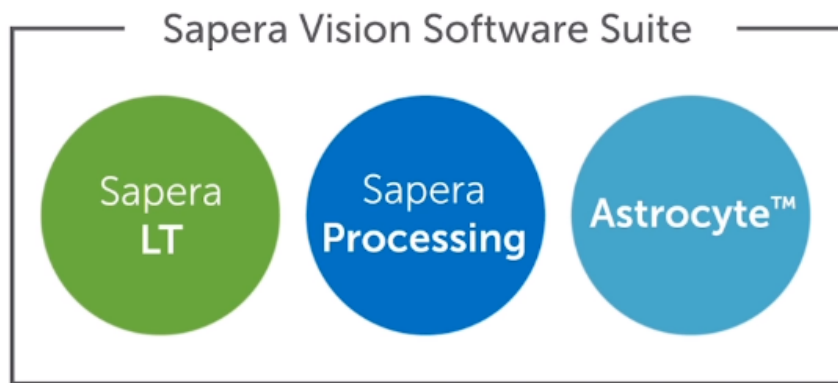 Sapera Vision Software Suite
Sapera
LT
Sapera
Processing
Astrocyte™